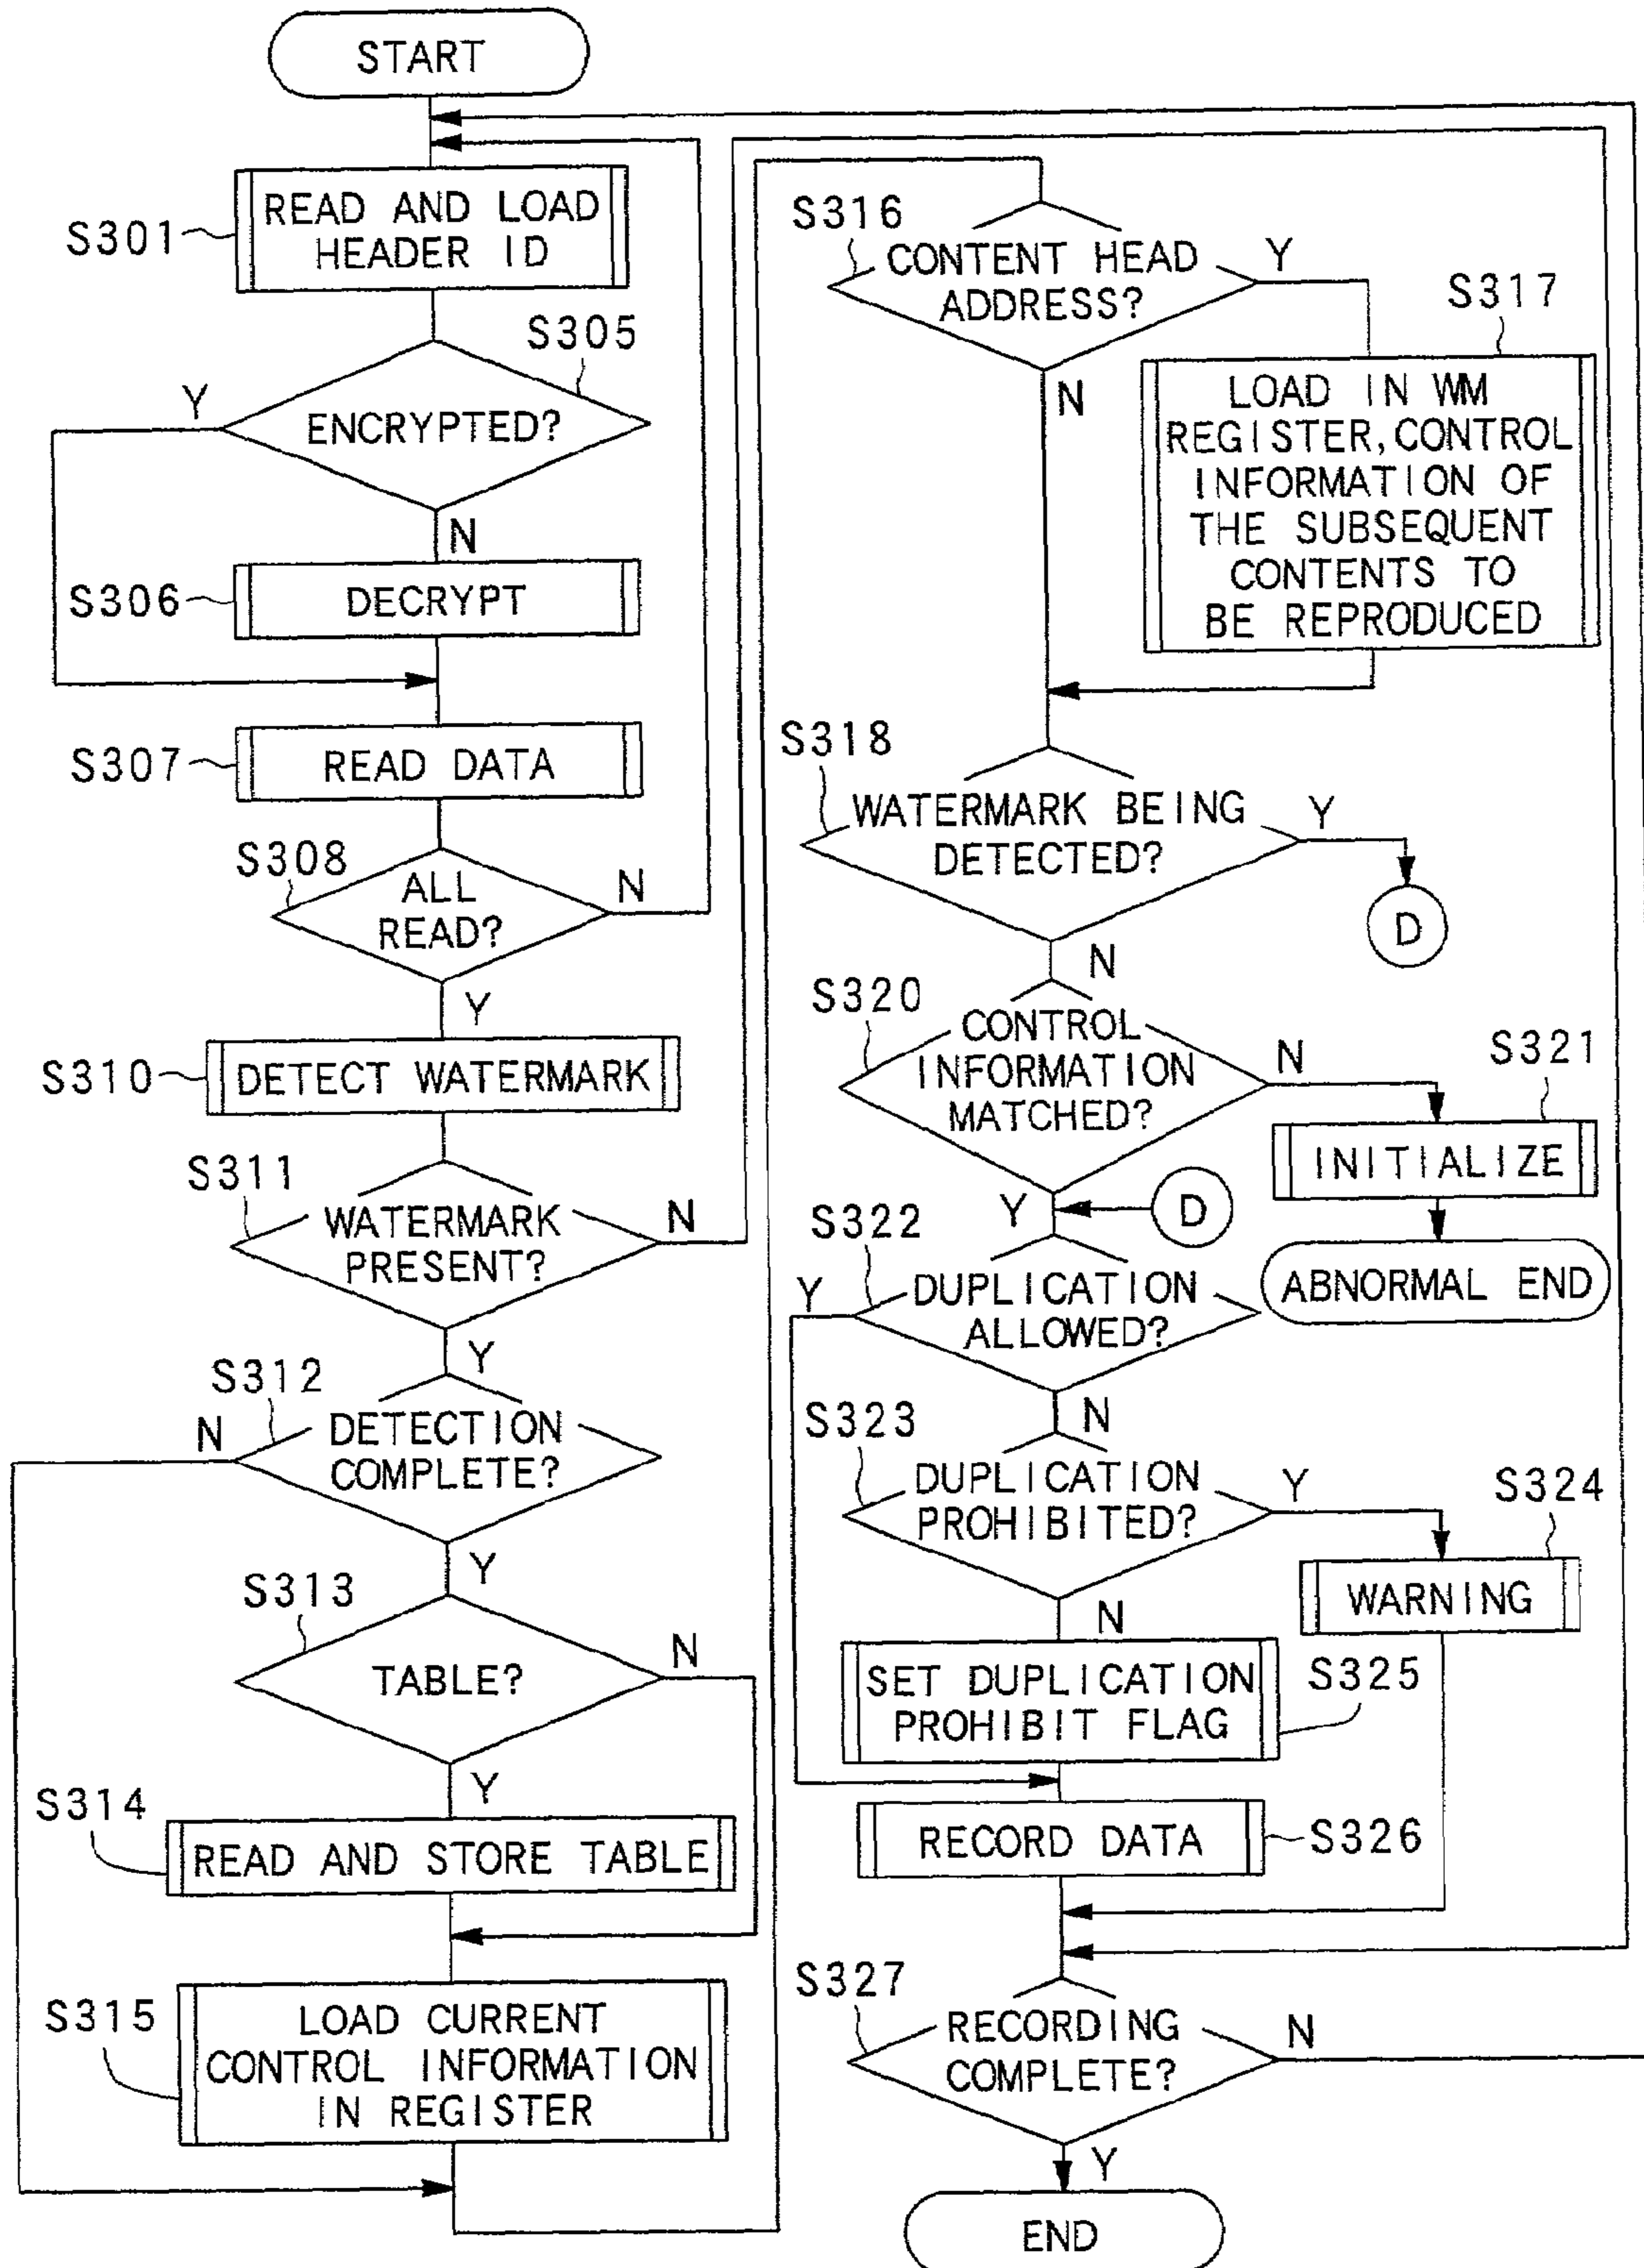 START
S301
READ AND LOAD
HEADER ID
S305
Y
ENCRYPTED?
N
S306
DECRYPT
S307
READ DATA
S308
ALL
READ?
N
Y
S310
DETECT WATERMARK
S311
WATERMARK
PRESENT?
N
Y
S312
N
DETECTION
COMPLETE?
Y
S313
TABLE?
N
Y
S314
READ AND STORE TABLE
S315
LOAD CURRENT
CONTROL INFORMATION
IN REGISTER
S316
CONTENT HEAD
ADDRESS?
Y
N
S317
LOAD IN WM
REGISTER, CONTROL
INFORMATION OF
THE SUBSEQUENT
CONTENTS TO
BE REPRODUCED
S318
WATERMARK BEING
DETECTED?
Y
D
N
S320
CONTROL
INFORMATION
MATCHED?
N
S321
INITIALIZE
ABNORMAL END
Y
D
S322
Y
DUPLICATION
ALLOWED?
N
S323
DUPLICATION
PROHIBITED?
Y
S324
WARNING
N
SET DUPLICATION
PROHIBIT FLAG
S325
RECORD DATA
S326
S327
RECORDING
COMPLETE?
N
Y
END